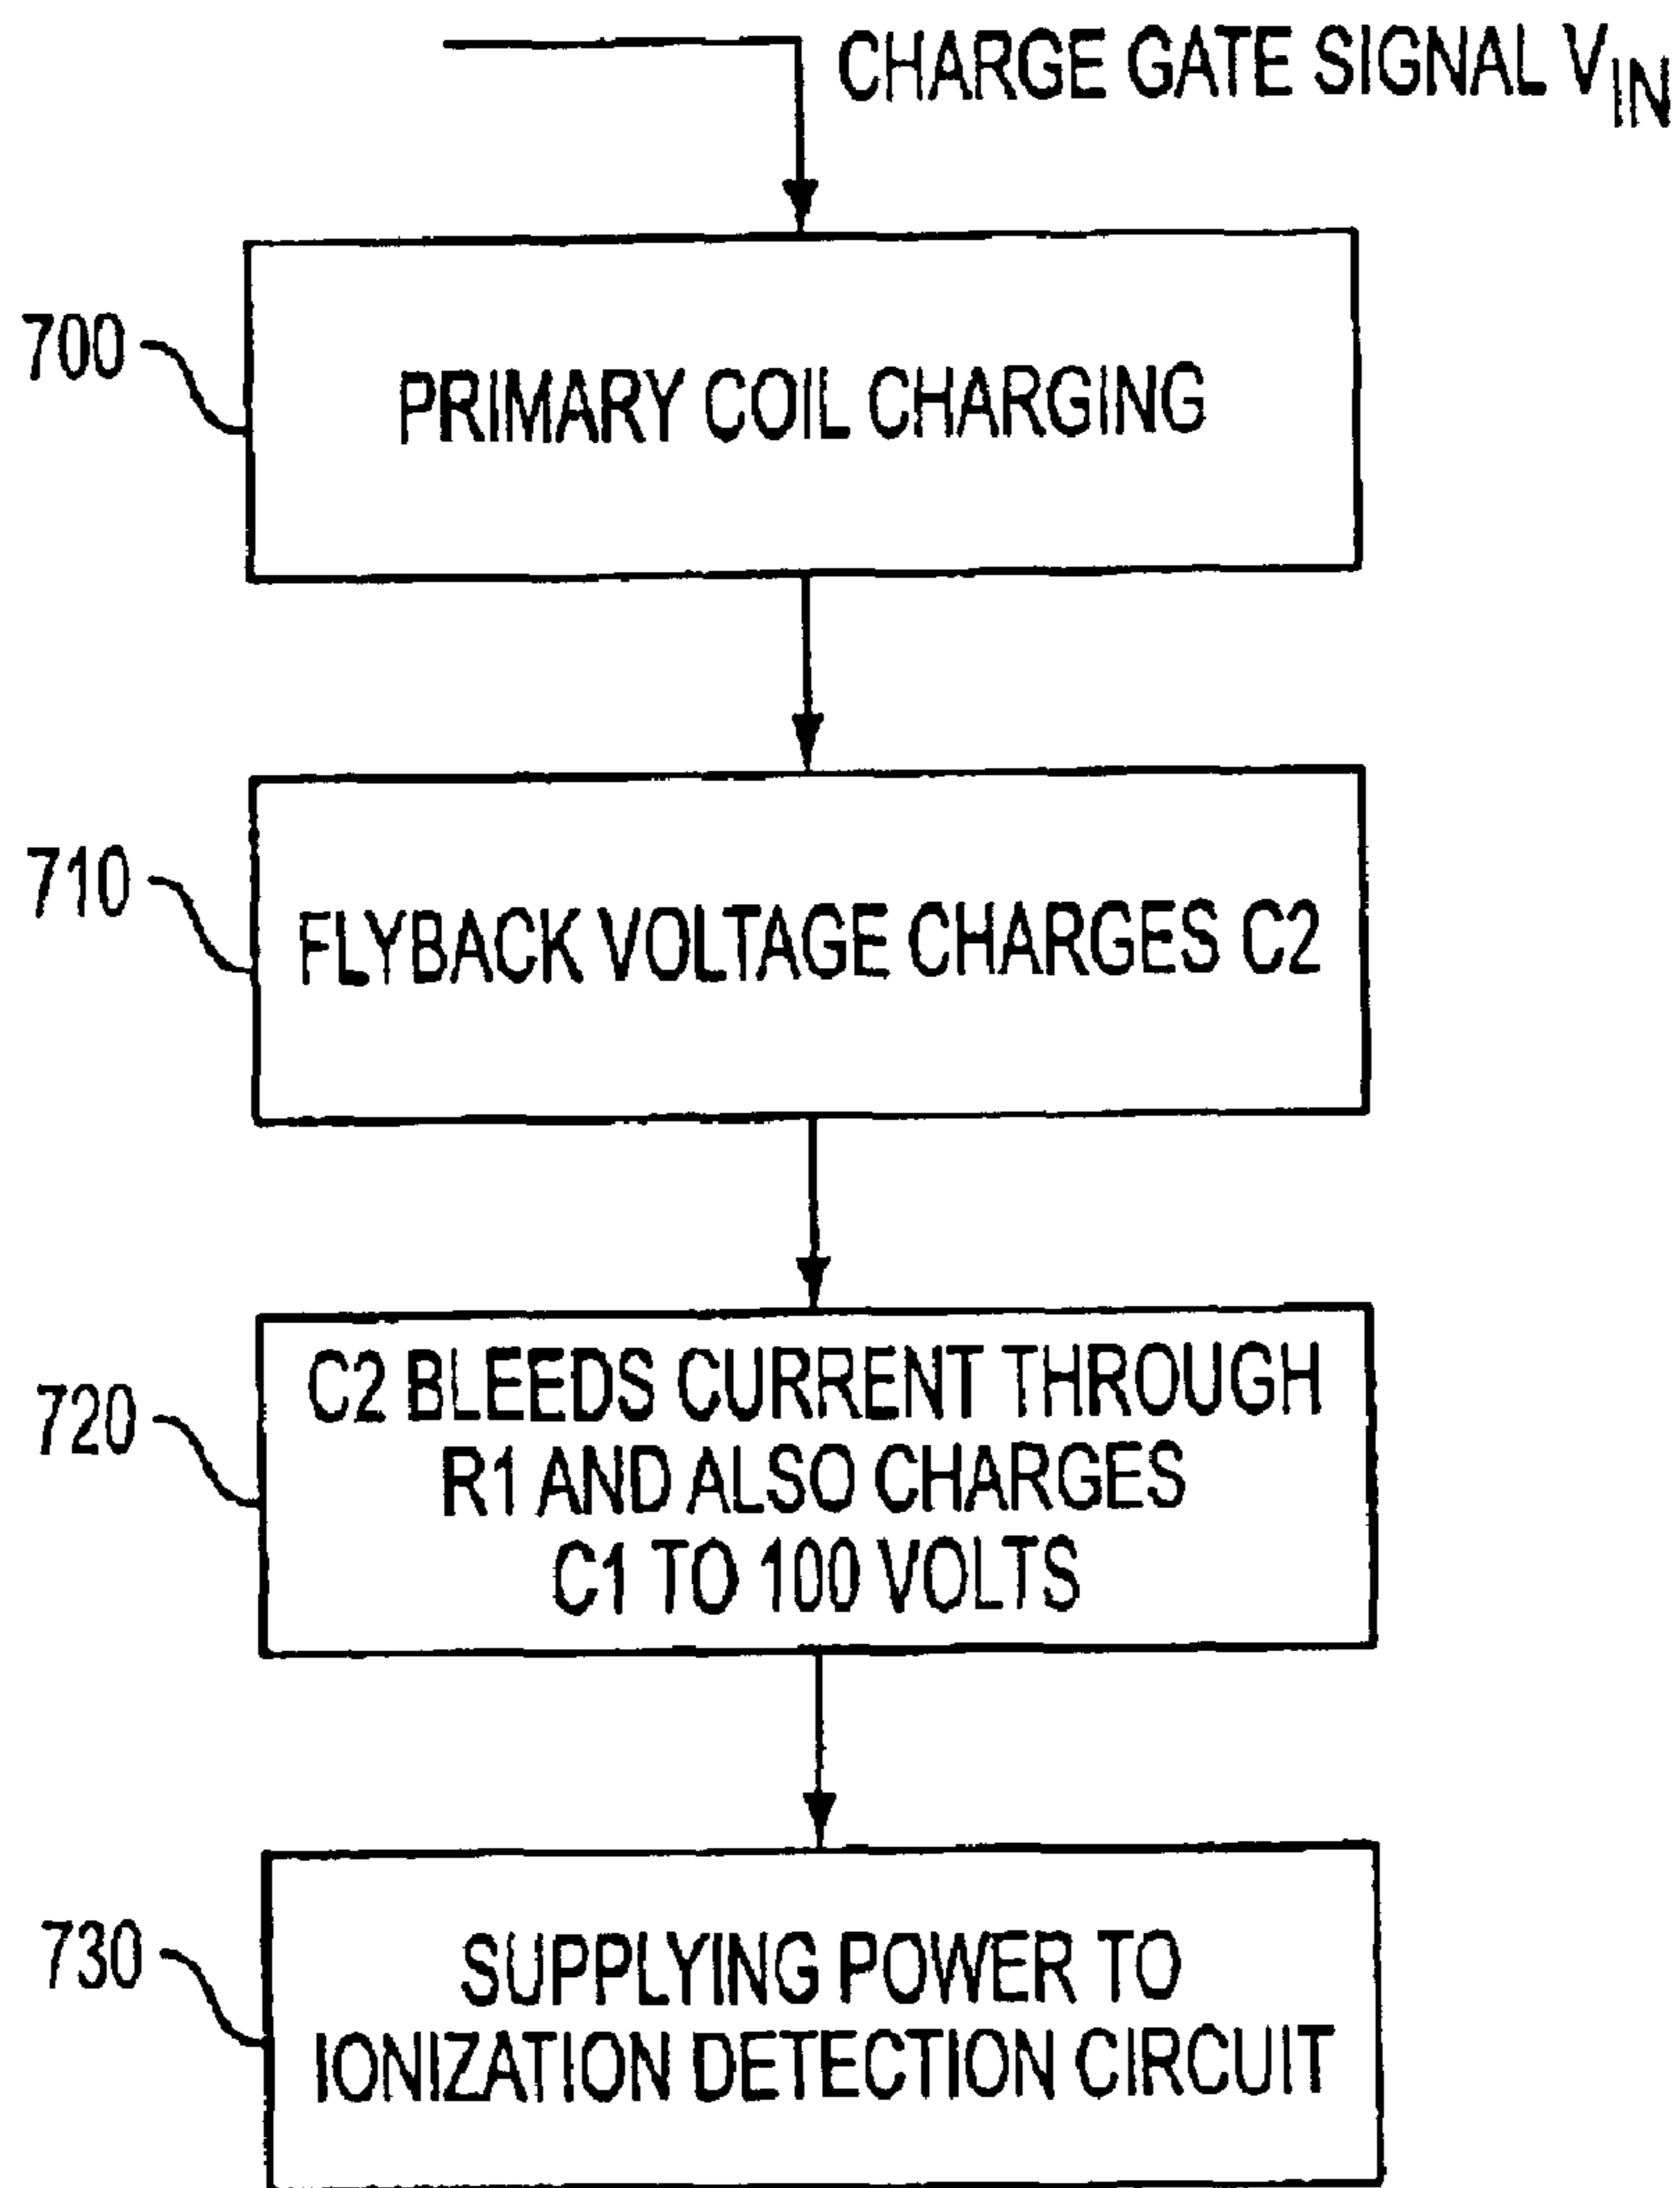 CHARGE GATE SIGNAL VIN
700
PRIMARY COIL CHARGING
710
FLYBACK VOLTAGE CHARGES C2
720
C2 BLEEDS CURRENT THROUGH
R1 AND ALSO CHARGES
C1 TO 100 VOLTS
730
SUPPLYING POWER TO
IONIZATION DETECTION CIRCUIT